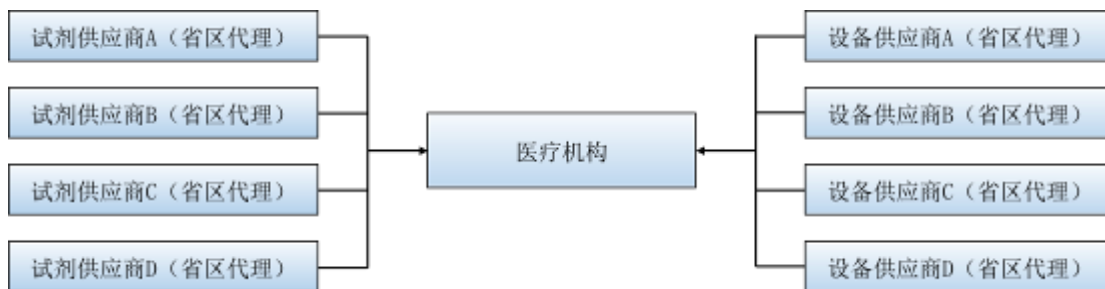 试剂供应商A（省区代理）
试剂供应商B（省区代理）
试剂供应商C（省区代理）
试剂供应商D（省区代理）
医疗机构
设备供应商A（省区代理）
设备供应商B（省区代理）
设备供应商C（省区代理）
设备供应商D（省区代理）